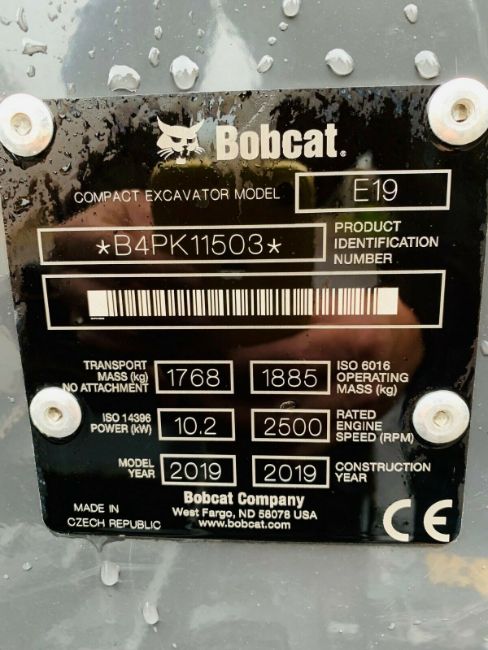 Bobcat.
COMPACT EXCAVATOR MODEL E19
*B4PK11503*
PRODUCT
IDENTIFICATION
NUMBER
TRANSPORT
MASS (kg)
NO ATTACHMENT
1768 1885
ISO 6016
OPERATING
MASS (kg)
ISO 14396
POWER (kW)
10.2 2500
RATED
ENGINE
SPEED (RPM)
MODEL
YEAR
2019 2019
CONSTRUCTION
YEAR
Bobcat Company
West Fargo, ND 58078 USA
www.bobcat.com
MADE IN
CZECH REPUBLIC
CE